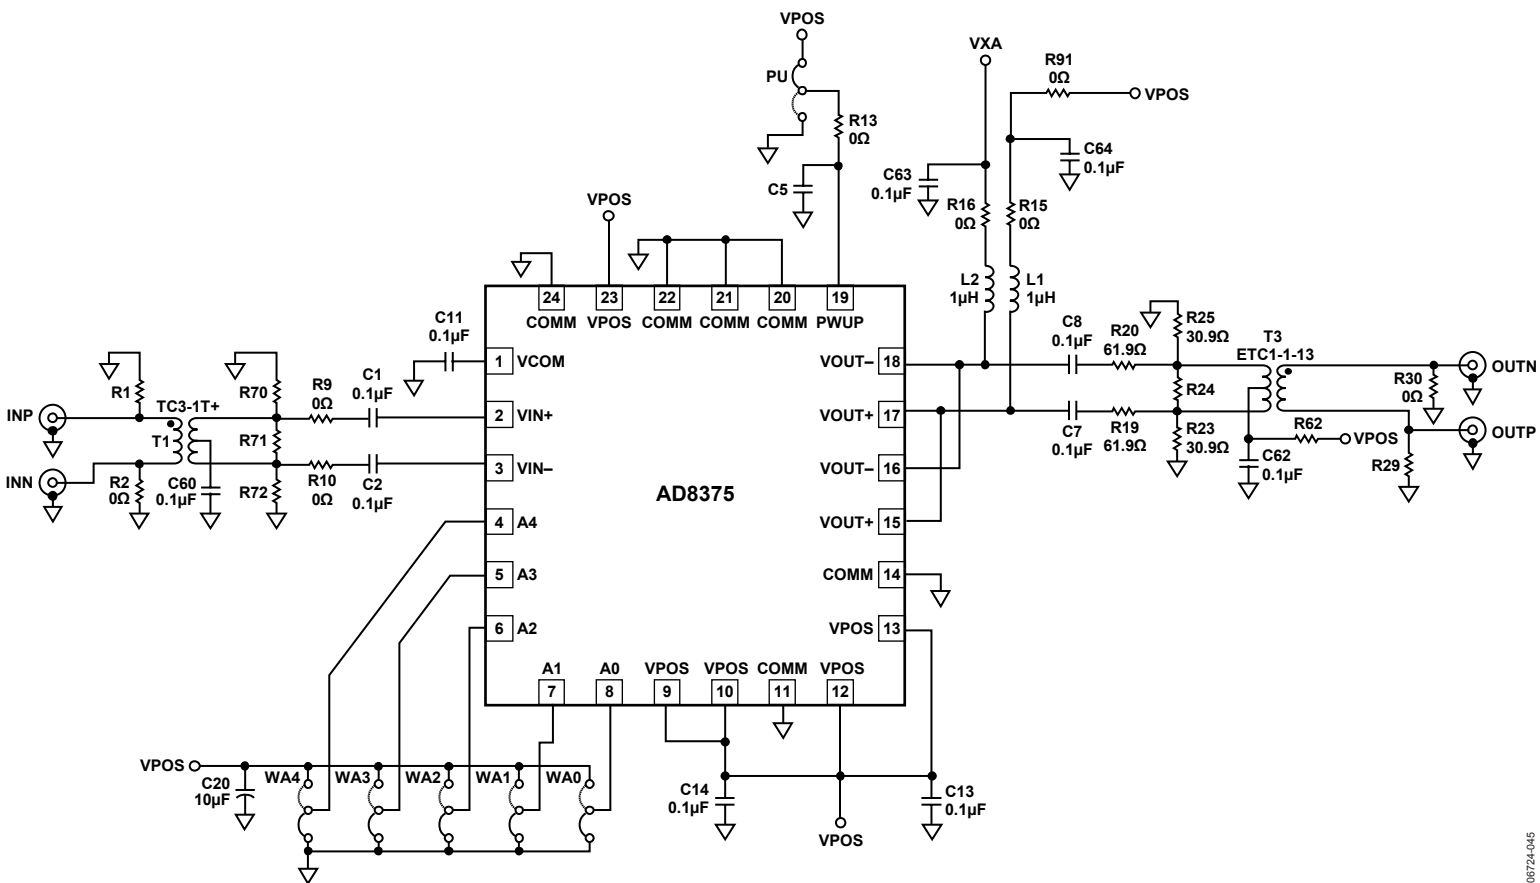 VPOS
PU
R13
0Ω
C5
VXA
R91
0Ω
VPOS
C64
0.1µF
C63
0.1µF
R16
0Ω
R15
0Ω
L2
1µH
L1
1µH
VPOS
24
23
22
21
20
19
COMM
VPOS
COMM
COMM
COMM
PWUP
C11
0.1µF
1
VCOM
2
VIN+
3
VIN–
4
A4
5
A3
6
A2
AD8375
VOUT–
18
VOUT+
17
VOUT–
16
VOUT+
15
COMM
14
VPOS
13
A1
A0
VPOS
VPOS
COMM
VPOS
7
8
9
10
11
12
INP
INN
R1
R2
0Ω
TC3-1T+
T1
C60
0.1µF
R70
R71
R72
R9
0Ω
R10
0Ω
C1
0.1µF
C2
0.1µF
C8
0.1µF
C7
0.1µF
R20
61.9Ω
R19
61.9Ω
R25
30.9Ω
R24
R23
30.9Ω
T3
ETC1-1-13
R62
VPOS
C62
0.1µF
R30
0Ω
R29
OUTN
OUTP
VPOS
C20
10µF
WA4
WA3
WA2
WA1
WA0
C14
0.1µF
VPOS
C13
0.1µF
06724-045